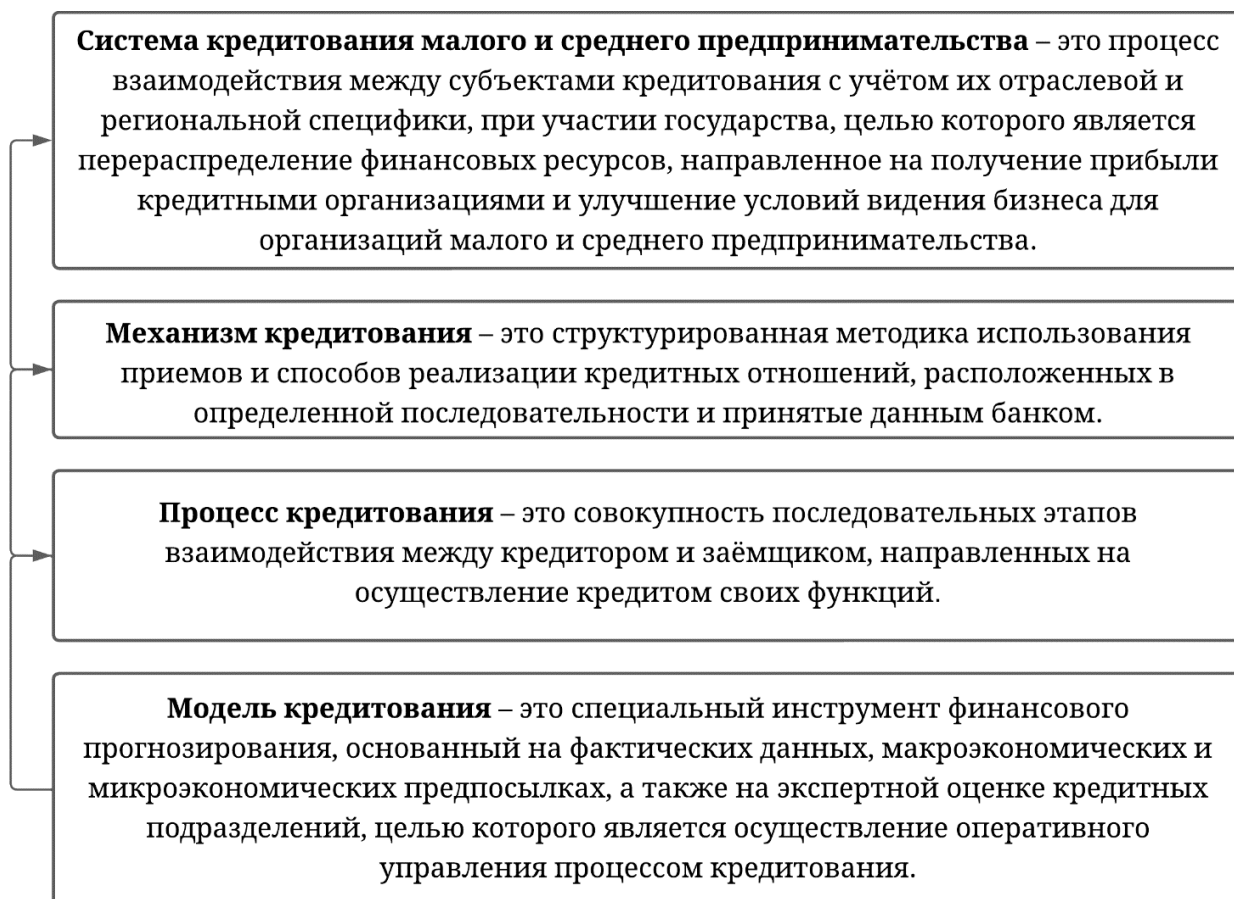 Система кредитования малого и среднего предпринимательства – это процесс
взаимодействия между субъектами кредитования с учётом их отраслевой и
региональной специфики, при участии государства, целью которого является
перераспределение финансовых ресурсов, направленное на получение прибыли
кредитными организациями и улучшение условий видения бизнеса для
организаций малого и среднего предпринимательства.
Механизм кредитования – это структурированная методика использования
приемов и способов реализации кредитных отношений, расположенных в
определенной последовательности и принятые данным банком.
Процесс кредитования – это совокупность последовательных этапов
взаимодействия между кредитором и заёмщиком, направленных на
осуществление кредитом своих функций.
Модель кредитования – это специальный инструмент финансового
прогнозирования, основанный на фактических данных, макроэкономических и
микроэкономических предпосылках, а также на экспертной оценке кредитных
подразделений, целью которого является осуществление оперативного
управления процессом кредитования.